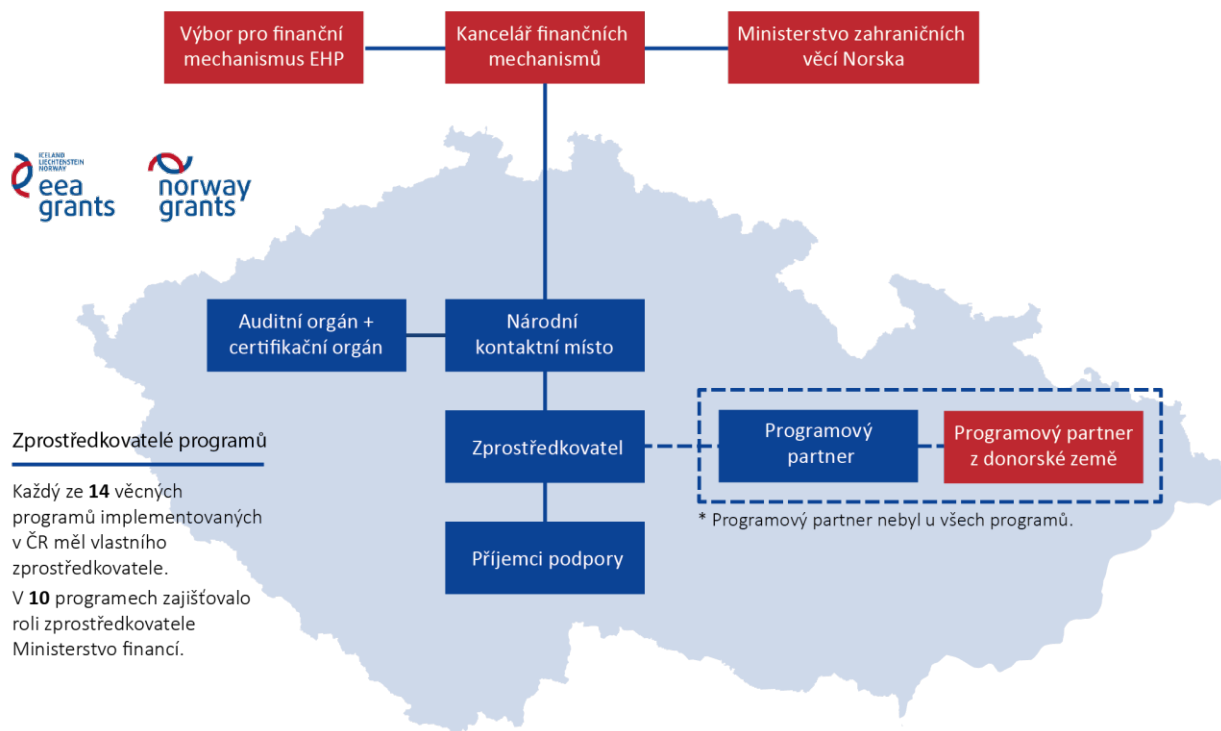 Výbor pro finanční
mechanismus EHP
Kancelář finančních
mechanismů
Ministerstvo zahraničních
věcí Norska
ICELAND
LIECHTENSTEIN
NORWAY
eea
grants
norway
grants
Auditní orgán +
certifikační orgán
Národní
kontaktní místo
Zprostředkovatel
Programový
partner
Programový partner
z donorské země
* Programový partner nebyl u všech programů.
Příjemci podpory
Zprostředkovatelé programů
Každý ze 14 věcných
programů implementovaných
v ČR měl vlastního
zprostředkovatele.
V 10 programech zajišťovalo
roli zprostředkovatele
Ministerstvo financí.